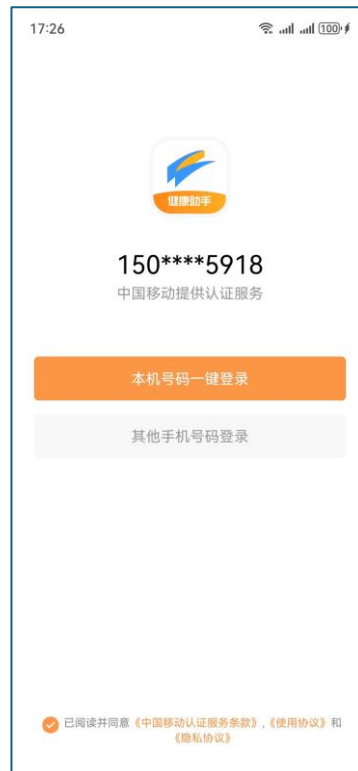 17:26
100
健康助手
150****5918
中国移动提供认证服务
本机号码一键登录
其他手机号码登录
已阅读并同意《中国移动认证服务条款》,《使用协议》和
《隐私协议》